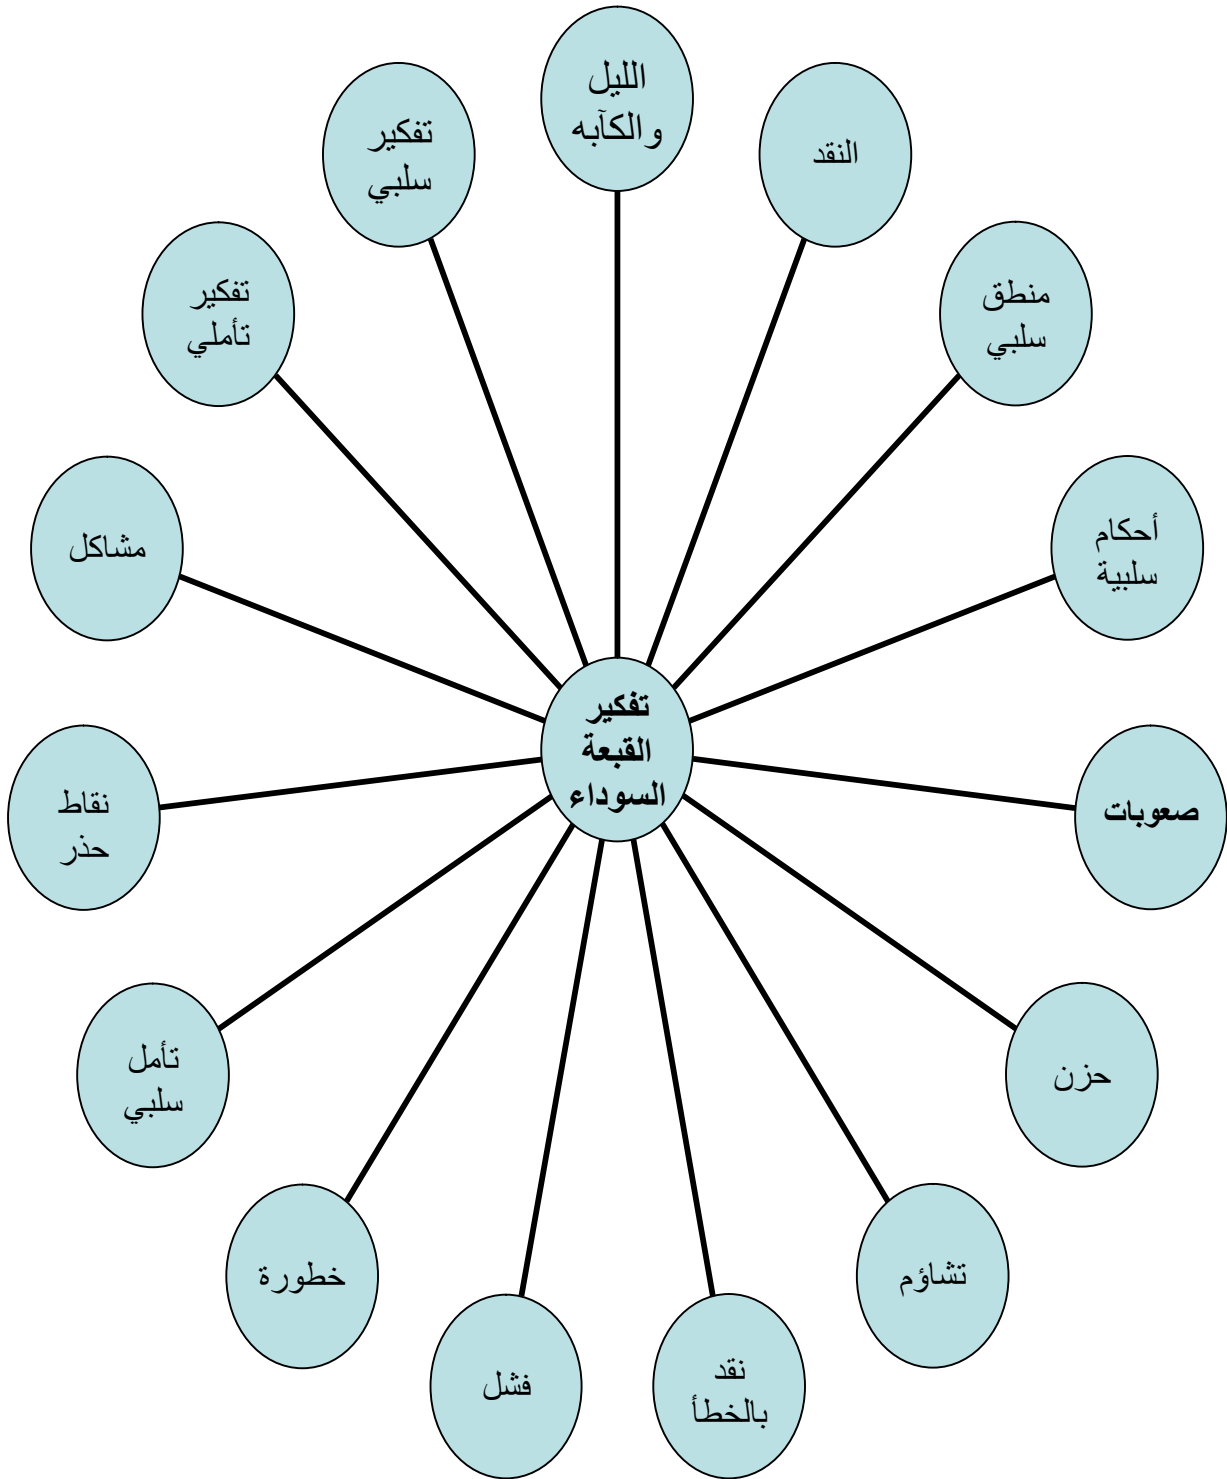 الليل
والكآبه
النقد
منطق
سلبي
أحكام
سلبية
صعوبات
حزن
تشاؤم
نقد
بالخطأ
فشل
خطورة
تأمل
سلبي
نقاط
حذر
مشاكل
تفكير
تأملي
تفكير
سلبي
تفكير
القبعة
السوداء